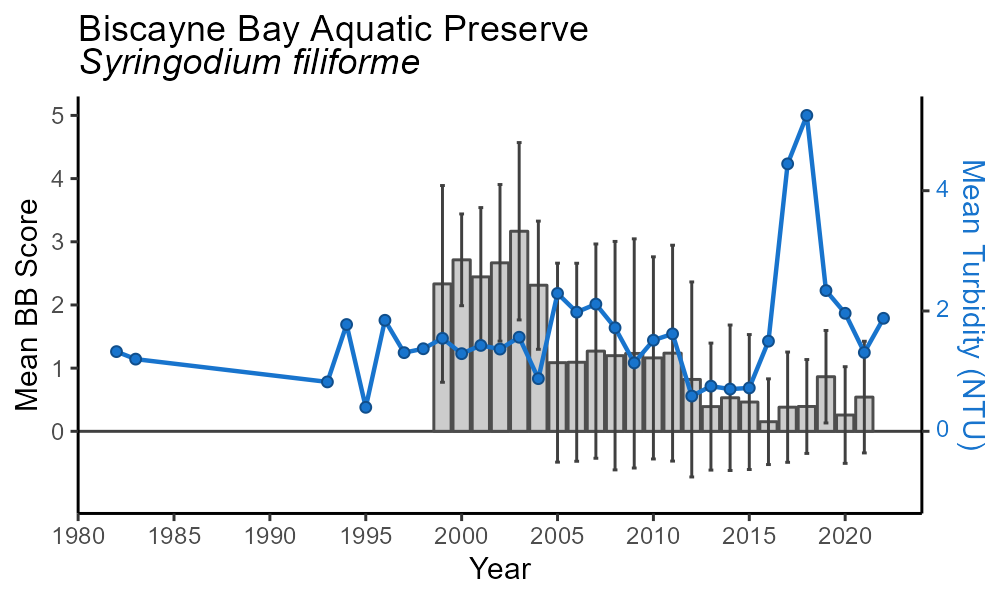 Biscayne Bay Aquatic Preserve
Syringodium filiforme
Mean BB Score
5
4
3
2
1
0
4
2
0
Mean Turbidity (NTU)
1980 1985 1990 1995 2000 2005 2010 2015 2020
Year